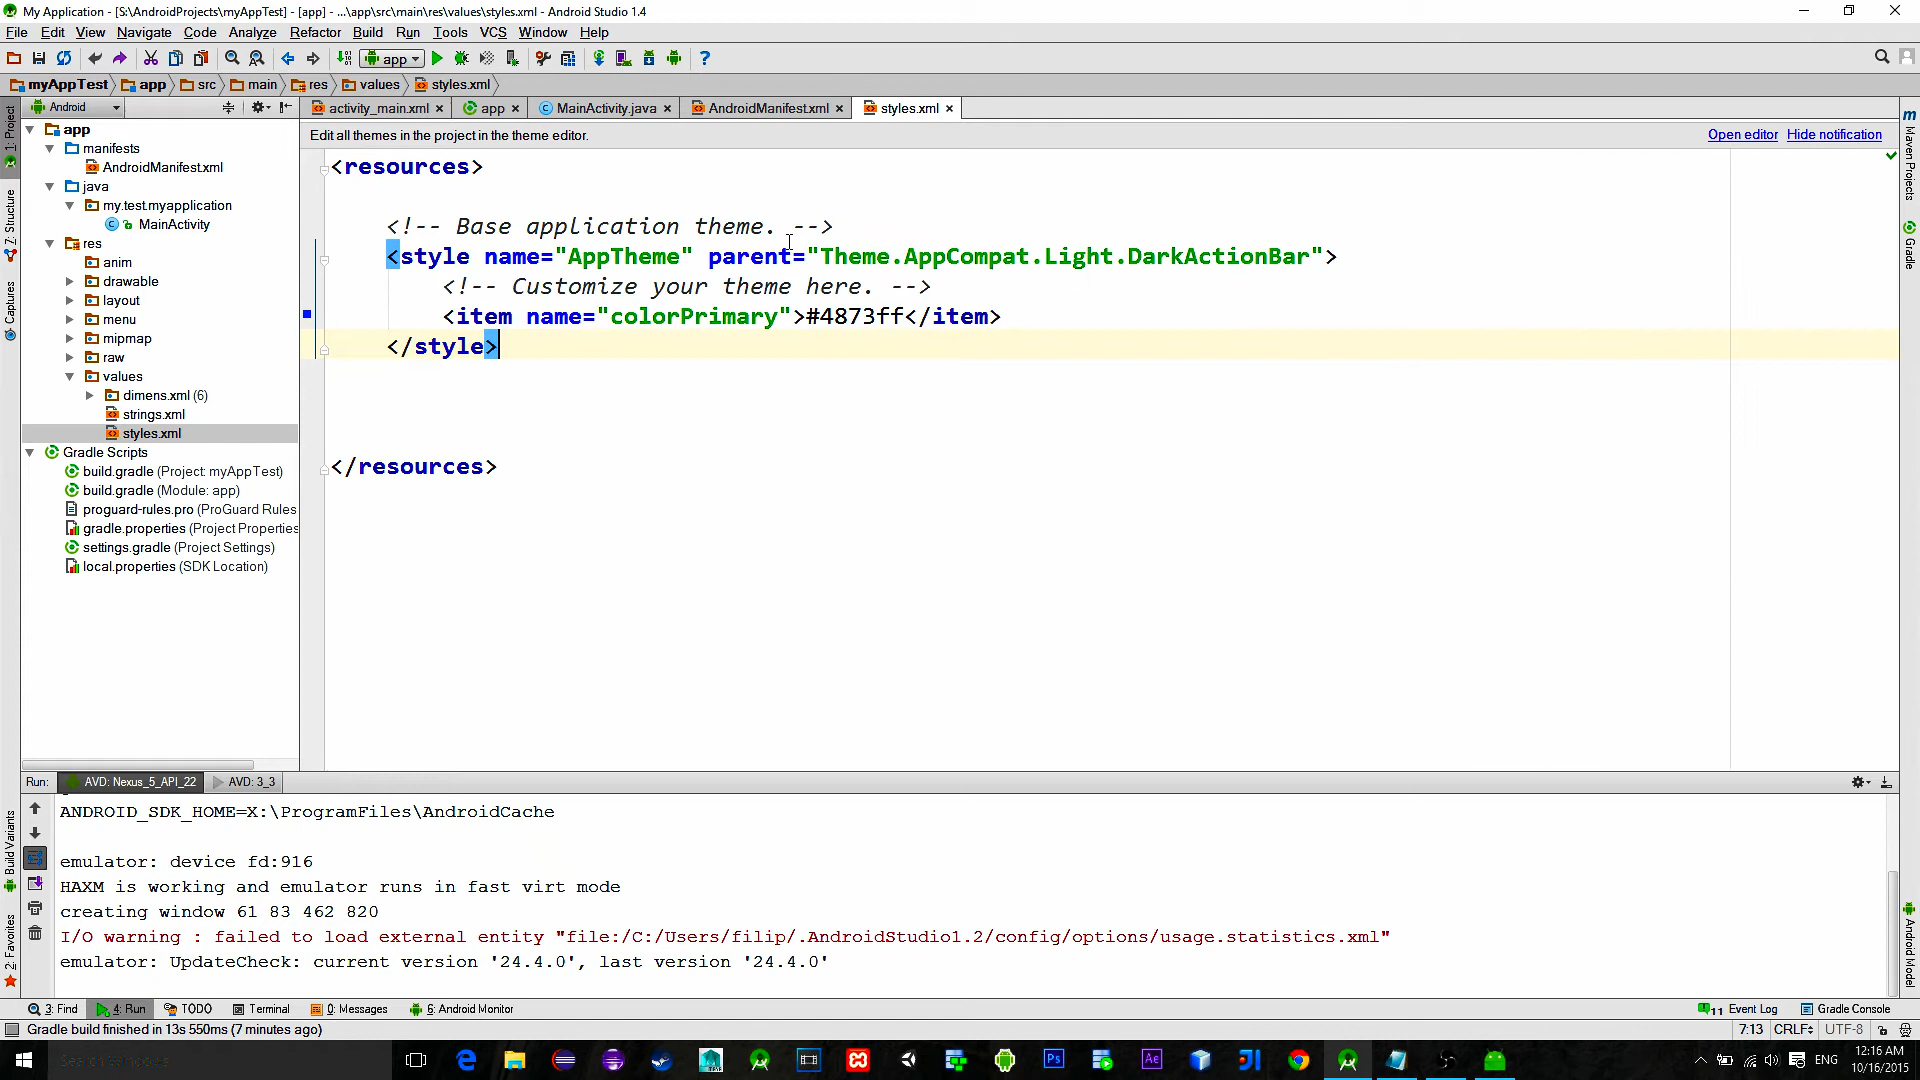 My Application - [S:\AndroidProjects\myAppTest] - [app] - ...\app\src\main\res\values\styles.xml - Android Studio 1.4
File Edit View Navigate Code Analyze Refactor Build Run Tools VCS Window Help
app
myAppTest app src main res values styles.xml
Android
activity_main.xml app MainActivity.java AndroidManifest.xml styles.xml
Edit all themes in the project in the theme editor. Open editor Hide notification
1: Project
7: Structure
Captures
Build Variants
2: Favorites
Maven Projects
Gradle
Android Model
app
manifests
AndroidManifest.xml
java
my.test.myapplication
MainActivity
res
anim
drawable
layout
menu
mipmap
raw
values
dimens.xml (6)
strings.xml
styles.xml
Gradle Scripts
build.gradle (Project: myAppTest)
build.gradle (Module: app)
proguard-rules.pro (ProGuard Rules
gradle.properties (Project Properties
settings.gradle (Project Settings)
local.properties (SDK Location)
<resources>
<!-- Base application theme. -->
<style name="AppTheme" parent="Theme.AppCompat.Light.DarkActionBar">
<!-- Customize your theme here. -->
<item name="colorPrimary">#4873ff</item>
</style>
</resources>
Run: AVD: Nexus_5_API_22 AVD: 3_3
ANDROID_SDK_HOME=X:\ProgramFiles\AndroidCache
emulator: device fd:916
HAXM is working and emulator runs in fast virt mode
creating window 61 83 462 820
I/O warning : failed to load external entity "file:/C:/Users/filip/.AndroidStudio1.2/config/options/usage.statistics.xml"
emulator: UpdateCheck: current version '24.4.0', last version '24.4.0'
3: Find 4: Run TODO Terminal 0: Messages 6: Android Monitor 11 Event Log Gradle Console
Gradle build finished in 13s 550ms (7 minutes ago) 7:13 CRLF UTF-8
Ps Ae ENG 12:16 AM
10/16/2015